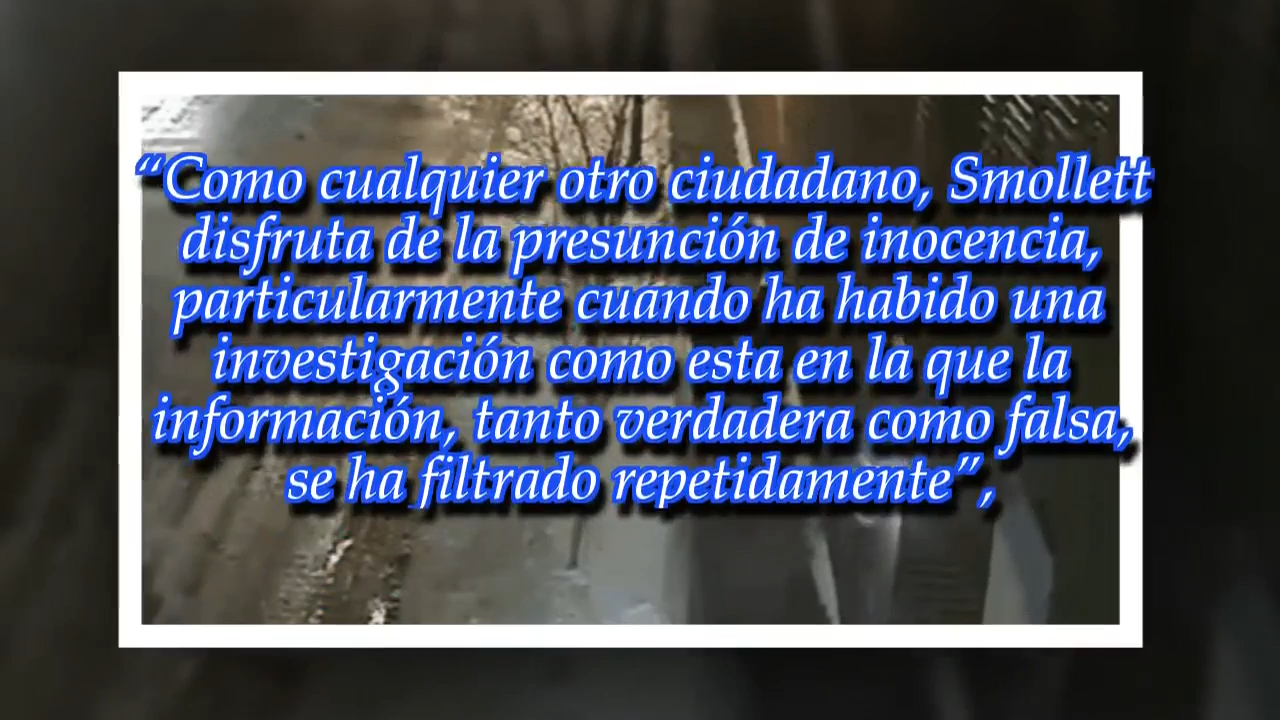 “Como cualquier otro ciudadano, Smollett
disfruta de la presunción de inocencia,
particularmente cuando ha habido una
investigación como esta en la que la
información, tanto verdadera como falsa,
se ha filtrado repetidamente”,